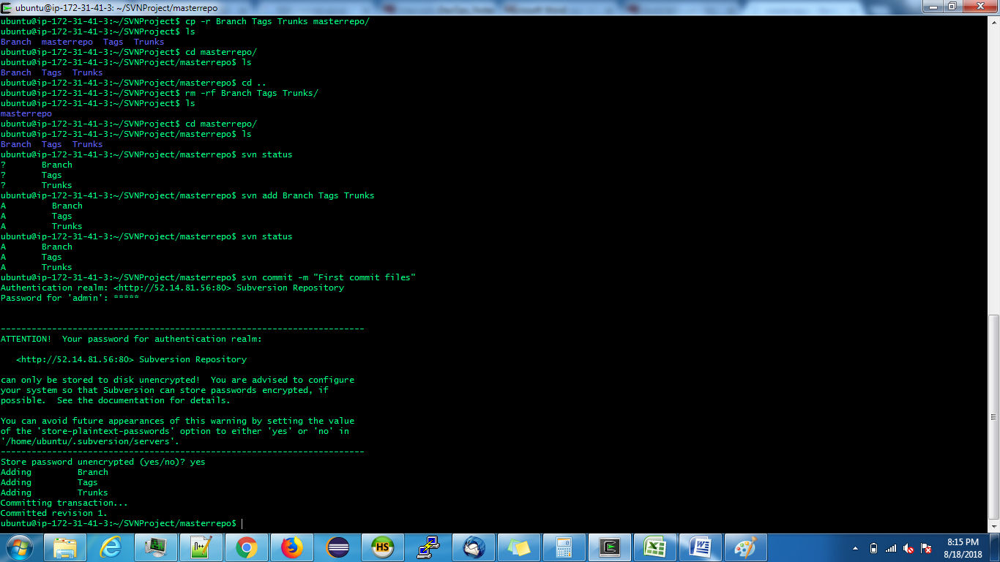 ubuntu@ip-172-31-41-3: ~/SVNProject/masterrepo
ubuntu@ip-172-31-41-3:~/SVNProject$ cp -r Branch Tags Trunks masterrepo/
ubuntu@ip-172-31-41-3:~/SVNProject$ ls
Branch  masterrepo  Tags  Trunks
ubuntu@ip-172-31-41-3:~/SVNProject$ cd masterrepo/
ubuntu@ip-172-31-41-3:~/SVNProject/masterrepo$ ls
Branch  Tags  Trunks
ubuntu@ip-172-31-41-3:~/SVNProject/masterrepo$ cd ..
ubuntu@ip-172-31-41-3:~/SVNProject$ rm -rf Branch Tags Trunks/
ubuntu@ip-172-31-41-3:~/SVNProject$ ls
masterrepo
ubuntu@ip-172-31-41-3:~/SVNProject$ cd masterrepo/
ubuntu@ip-172-31-41-3:~/SVNProject/masterrepo$ ls
Branch  Tags  Trunks
ubuntu@ip-172-31-41-3:~/SVNProject/masterrepo$ svn status
?       Branch
?       Tags
?       Trunks
ubuntu@ip-172-31-41-3:~/SVNProject/masterrepo$ svn add Branch Tags Trunks
A         Branch
A         Tags
A         Trunks
ubuntu@ip-172-31-41-3:~/SVNProject/masterrepo$ svn status
A       Branch
A       Tags
A       Trunks
ubuntu@ip-172-31-41-3:~/SVNProject/masterrepo$ svn commit -m "First commit files"
Authentication realm: <http://52.14.81.56:80> Subversion Repository
Password for 'admin': *****
-----------------------------------------------------------------------
ATTENTION!  Your password for authentication realm:
   <http://52.14.81.56:80> Subversion Repository
can only be stored to disk unencrypted!  You are advised to configure
your system so that Subversion can store passwords encrypted, if
possible.  See the documentation for details.
You can avoid future appearances of this warning by setting the value
of the 'store-plaintext-passwords' option to either 'yes' or 'no' in
'/home/ubuntu/.subversion/servers'.
-----------------------------------------------------------------------
Store password unencrypted (yes/no)? yes
Adding         Branch
Adding         Tags
Adding         Trunks
Committing transaction...
Committed revision 1.
ubuntu@ip-172-31-41-3:~/SVNProject/masterrepo$
HS
8:15 PM
8/18/2018